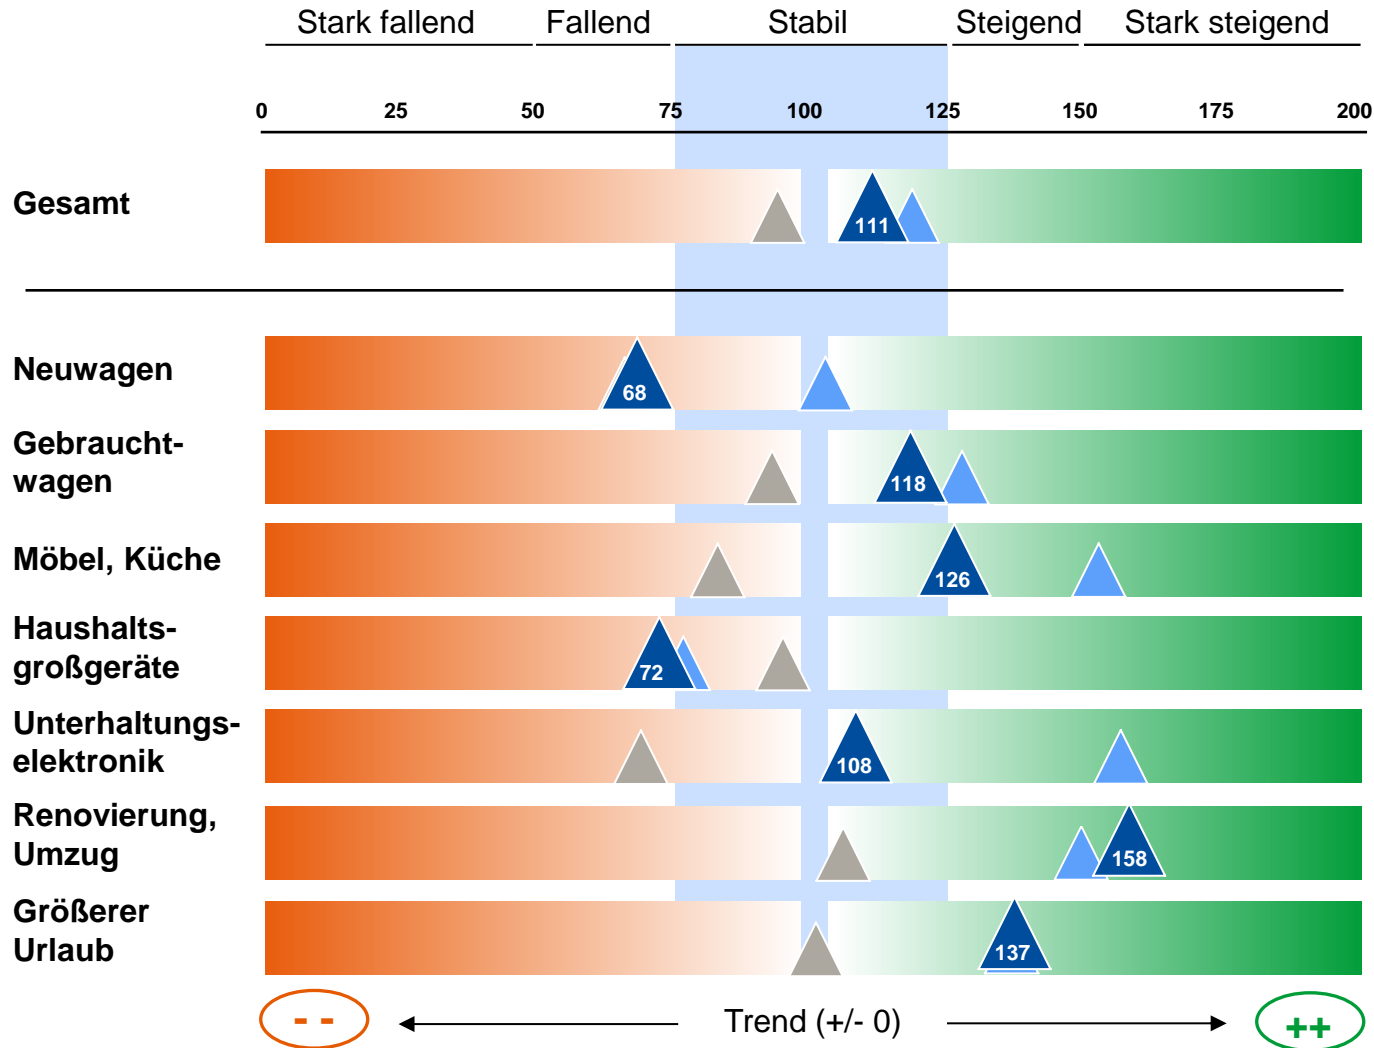 Stark fallend Fallend Stabil Steigend Stark steigend
0 25 50 75 100 125 150 175 200
Gesamt
111
Neuwagen
68
Gebraucht-
wagen
118
Möbel, Küche
126
Haushalts-
großgeräte
72
Unterhaltungs-
elektronik
108
Renovierung,
Umzug
158
Größerer
Urlaub
137
- - Trend (+/- 0) ++